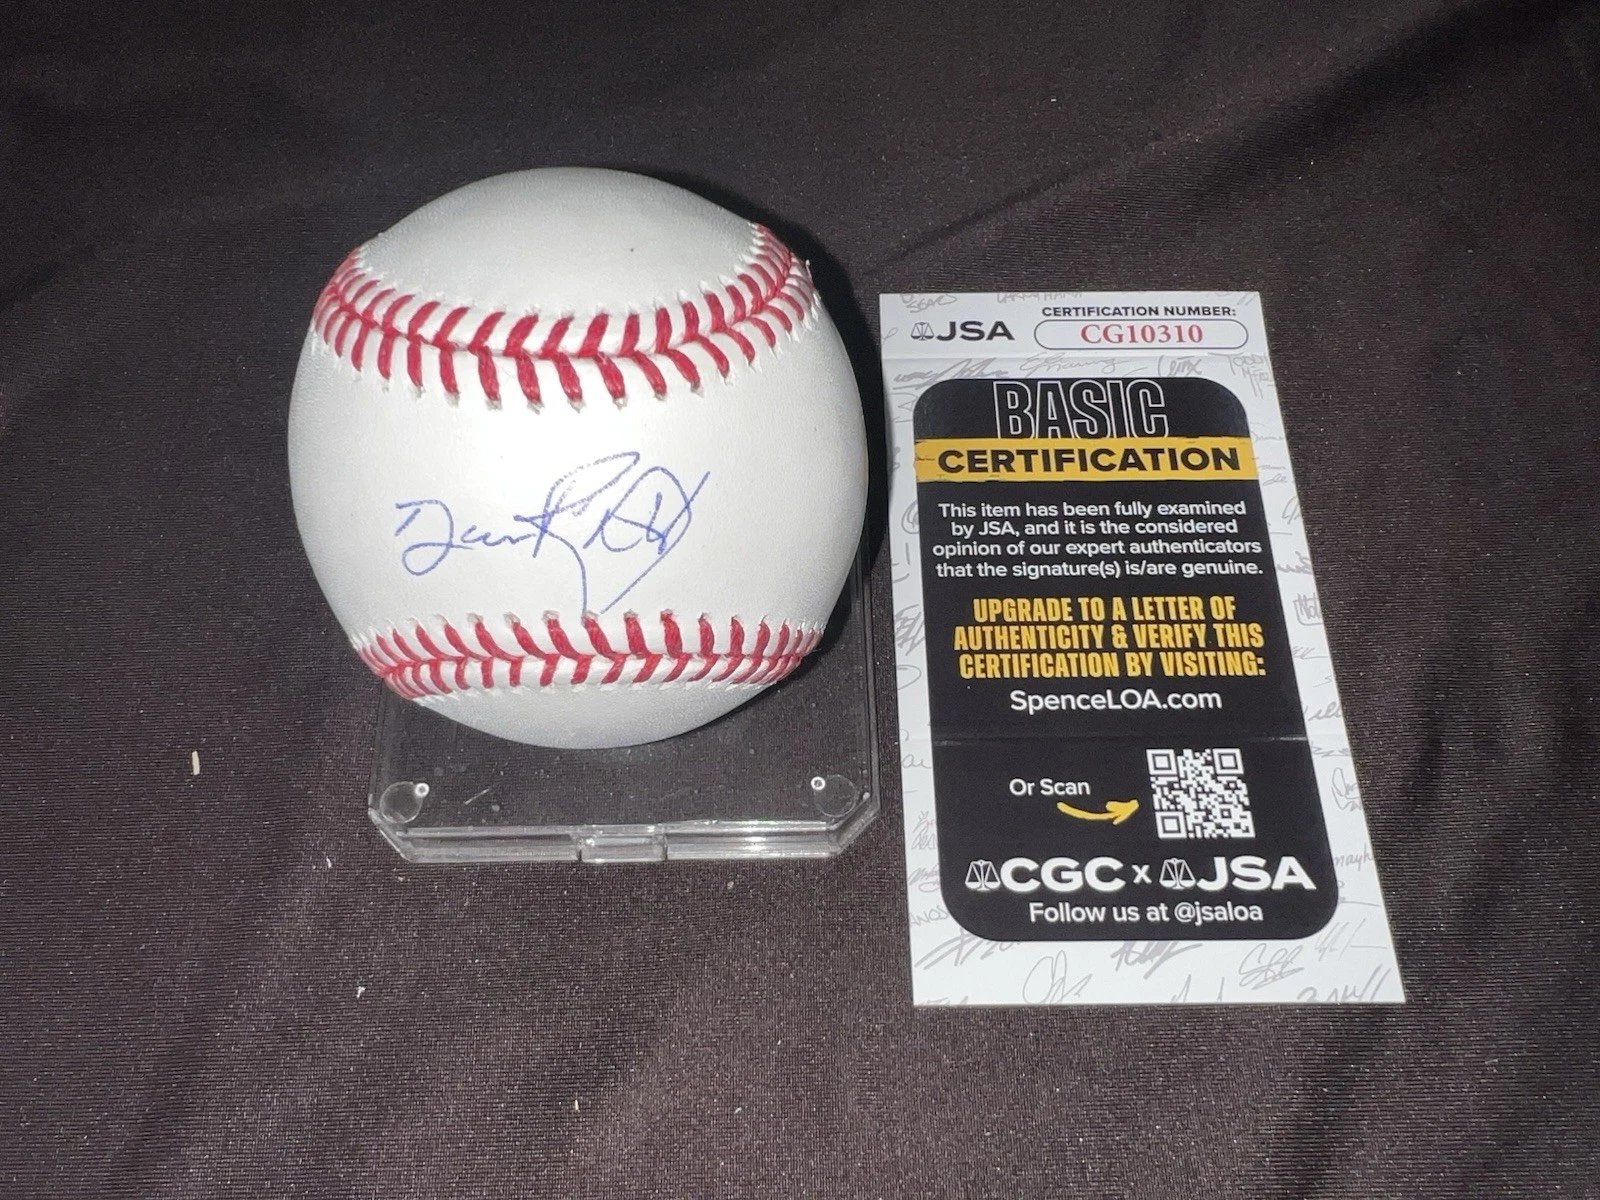 JSA
CERTIFICATION NUMBER:
CG10310
BASIC
CERTIFICATION
This item has been fully examined
by JSA, and it is the considered
opinion of our expert authenticators
that the signature(s) is/are genuine.
UPGRADE TO A LETTER OF
AUTHENTICITY & VERIFY THIS
CERTIFICATION BY VISITING:
SpenceLOA.com
Or Scan
CGC x JSA
Follow us at @jsaloa